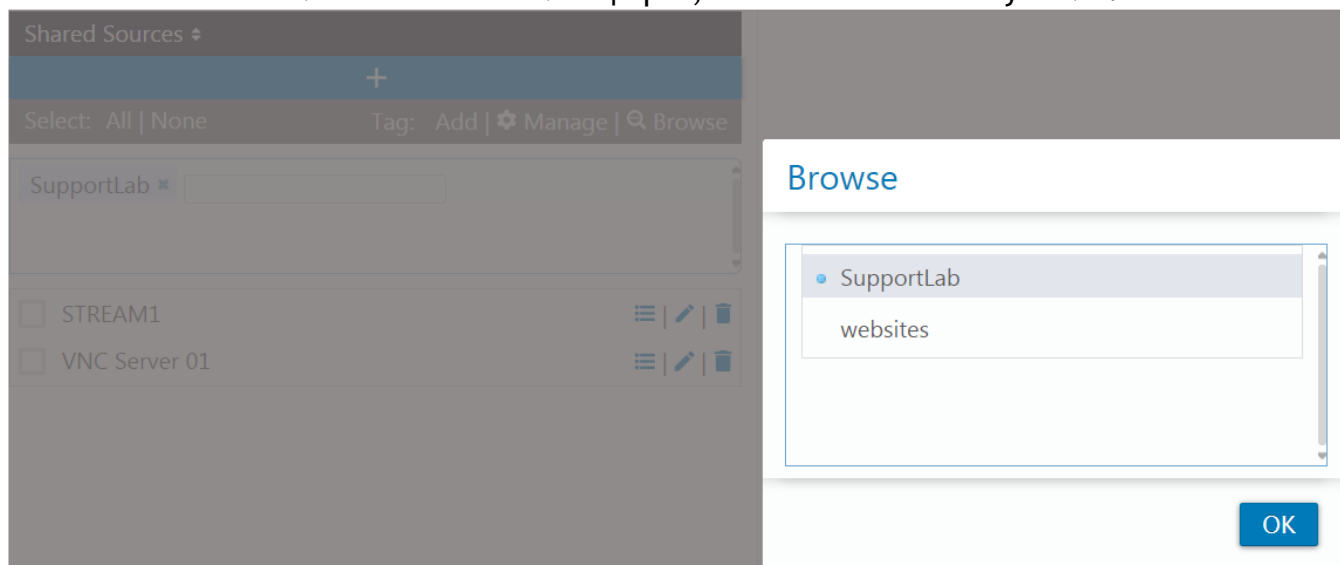 Shared Sources
+
Select: All | None Tag: Add | Manage | Browse
SupportLab ×
STREAM1
VNC Server 01
Browse
SupportLab
websites
OK